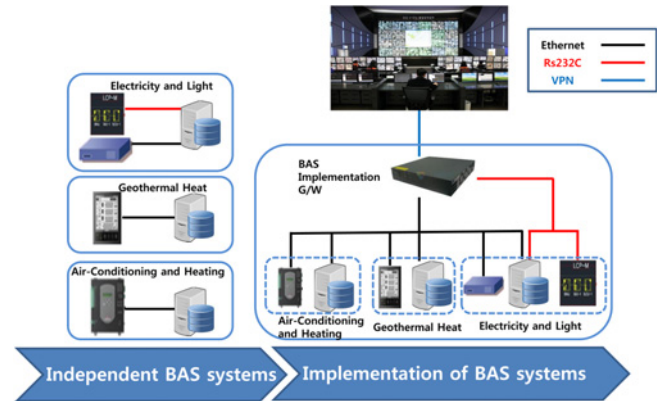 Ethernet
Rs232C
VPN
Electricity and Light
LCP-W
Geothermal Heat
Air-Conditioning and Heating
BAS
Implementation
G/W
LCP-W
Air-Conditioning
and Heating
Geothermal Heat
Electricity and Light
Independent BAS systems
Implementation of BAS systems